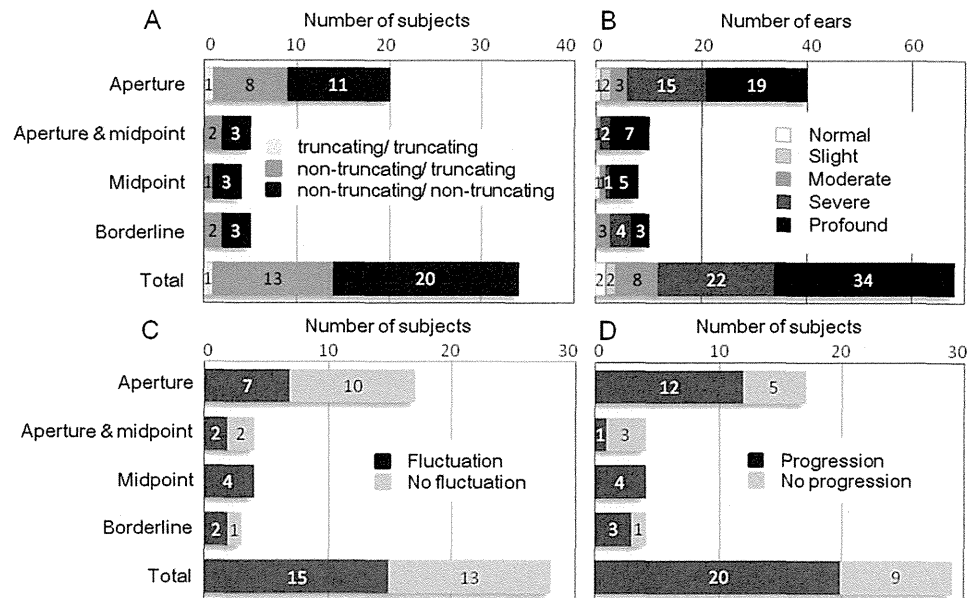 A
Number of subjects
0 10 20 30 40
Aperture 1 8 11
Aperture & midpoint 2 3
Midpoint 1 3
Borderline 2 3
Total 1 13 20
truncating/ truncating
non-truncating/ truncating
non-truncating/ non-truncating
B
Number of ears
0 20 40 60
1 2 3 15 19
1 2 7
1 1 1 5
3 4 3
2 2 8 22 34
Normal
Slight
Moderate
Severe
Profound
C
Number of subjects
0 10 20 30
Aperture 7 10
Aperture & midpoint 2 2
Midpoint 4
Borderline 2 1
Total 15 13
Fluctuation
No fluctuation
D
Number of subjects
0 10 20 30
12 5
1 3
4
3 1
20 9
Progression
No progression